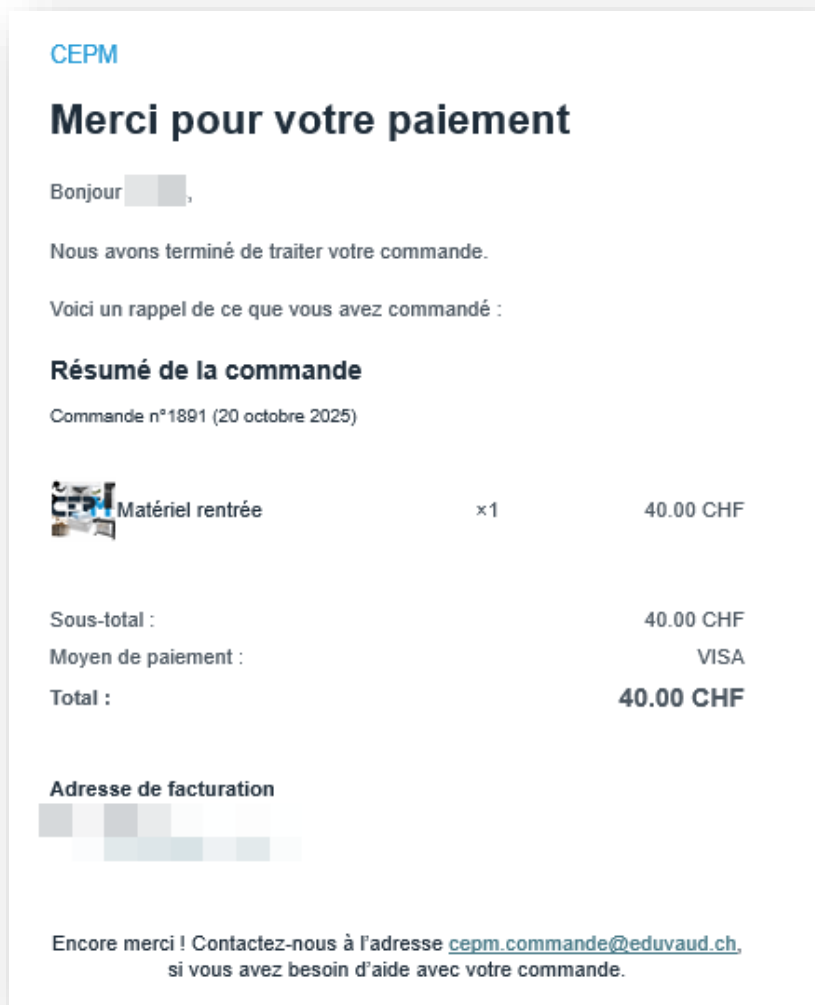 CEPM
Merci pour votre paiement
Bonjour ,
Nous avons terminé de traiter votre commande.
Voici un rappel de ce que vous avez commandé :
Résumé de la commande
Commande n°1891 (20 octobre 2025)
CEPM
Matériel rentrée ×1 40.00 CHF
Sous-total : 40.00 CHF
Moyen de paiement : VISA
Total : 40.00 CHF
Adresse de facturation
Encore merci ! Contactez-nous à l’adresse cepm.commande@eduvaud.ch,
si vous avez besoin d’aide avec votre commande.